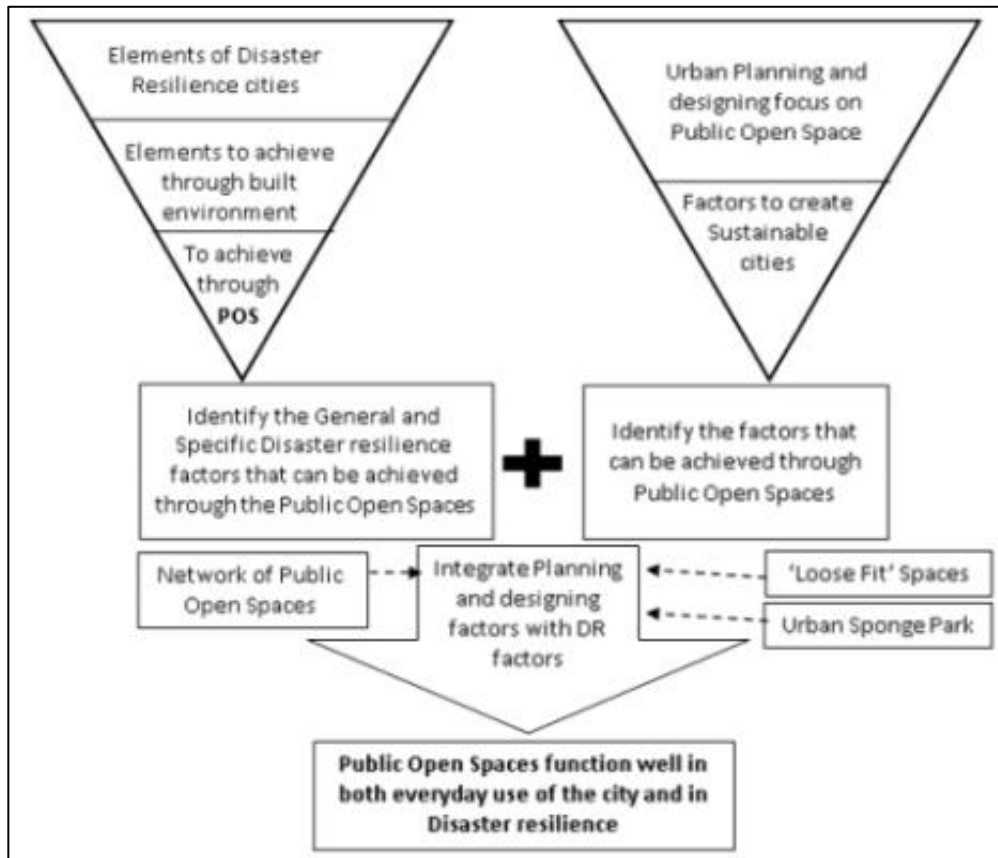 Elements of Disaster
Resilience cities
Elements to achieve
through built
environment
To achieve
through
POS
Urban Planning and
designing focus on
Public Open Space
Factors to create
Sustainable
cities
Identify the General and
Specific Disaster resilience
factors that can be achieved
through the Public Open Spaces
Identify the factors that
can be achieved through
Public Open Spaces
Network of Public
Open Spaces
Integrate Planning
and designing
factors with DR
factors
‘Loose Fit’ Spaces
Urban Sponge Park
Public Open Spaces function well in
both everyday use of the city and in
Disaster resilience